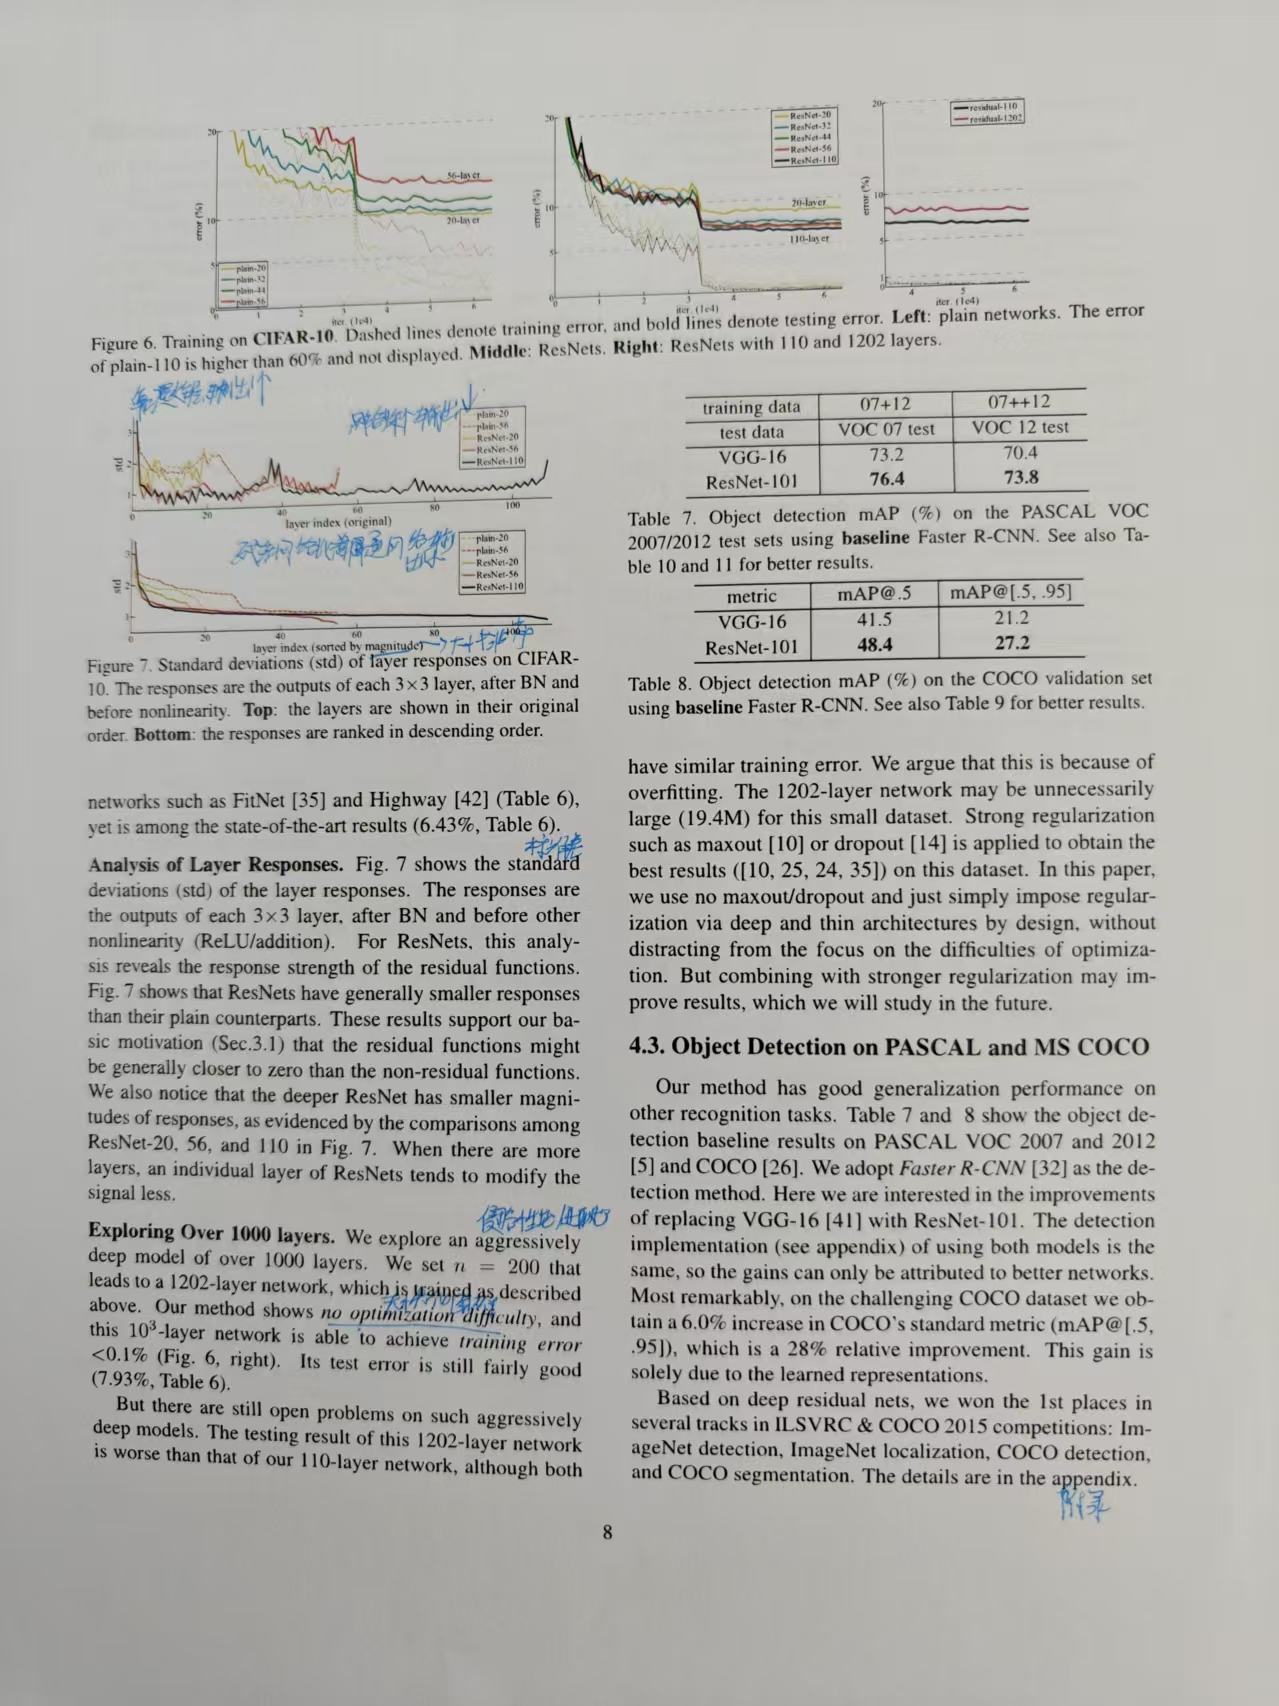 20
10
5
0
error (%)
0 1 2 3 4 5 6
iter. (1e4)
56-layer
20-layer
plain-20
plain-32
plain-44
plain-56
20
10
5
0
error (%)
0 1 2 3 4 5 6
iter. (1e4)
ResNet-20
ResNet-32
ResNet-44
ResNet-56
ResNet-110
20-layer
110-layer
20
10
5
1
error (%)
4 5 6
iter. (1e4)
residual-110
residual-1202
Figure 6. Training on CIFAR-10. Dashed lines denote training error, and bold lines denote testing error. Left: plain networks. The error
of plain-110 is higher than 60% and not displayed. Middle: ResNets. Right: ResNets with 110 and 1202 layers.
3
2
1
std
0 20 40 60 80 100
layer index (original)
plain-20
plain-56
ResNet-20
ResNet-56
ResNet-110
3
2
1
std
0 20 40 60 80 100
layer index (sorted by magnitude)
plain-20
plain-56
ResNet-20
ResNet-56
ResNet-110
Figure 7. Standard deviations (std) of layer responses on CIFAR-
10. The responses are the outputs of each 3×3 layer, after BN and
before nonlinearity. Top: the layers are shown in their original
order. Bottom: the responses are ranked in descending order.
networks such as FitNet [35] and Highway [42] (Table 6),
yet is among the state-of-the-art results (6.43%, Table 6).
标准差
Analysis of Layer Responses. Fig. 7 shows the standard
deviations (std) of the layer responses. The responses are
the outputs of each 3×3 layer, after BN and before other
nonlinearity (ReLU/addition). For ResNets, this analy-
sis reveals the response strength of the residual functions.
Fig. 7 shows that ResNets have generally smaller responses
than their plain counterparts. These results support our ba-
sic motivation (Sec.3.1) that the residual functions might
be generally closer to zero than the non-residual functions.
We also notice that the deeper ResNet has smaller magni-
tudes of responses, as evidenced by the comparisons among
ResNet-20, 56, and 110 in Fig. 7. When there are more
layers, an individual layer of ResNets tends to modify the
signal less.
Exploring Over 1000 layers. We explore an aggressively
deep model of over 1000 layers. We set n = 200 that
leads to a 1202-layer network, which is trained as described
above. Our method shows no optimization difficulty, and
this 10³-layer network is able to achieve training error
<0.1% (Fig. 6, right). Its test error is still fairly good
(7.93%, Table 6).
But there are still open problems on such aggressively
deep models. The testing result of this 1202-layer network
is worse than that of our 110-layer network, although both
training data 07+12 07++12
test data VOC 07 test VOC 12 test
VGG-16 73.2 70.4
ResNet-101 76.4 73.8
Table 7. Object detection mAP (%) on the PASCAL VOC
2007/2012 test sets using baseline Faster R-CNN. See also Ta-
ble 10 and 11 for better results.
metric mAP@.5 mAP@[.5, .95]
VGG-16 41.5 21.2
ResNet-101 48.4 27.2
Table 8. Object detection mAP (%) on the COCO validation set
using baseline Faster R-CNN. See also Table 9 for better results.
have similar training error. We argue that this is because of
overfitting. The 1202-layer network may be unnecessarily
large (19.4M) for this small dataset. Strong regularization
such as maxout [10] or dropout [14] is applied to obtain the
best results ([10, 25, 24, 35]) on this dataset. In this paper,
we use no maxout/dropout and just simply impose regular-
ization via deep and thin architectures by design, without
distracting from the focus on the difficulties of optimiza-
tion. But combining with stronger regularization may im-
prove results, which we will study in the future.
4.3. Object Detection on PASCAL and MS COCO
Our method has good generalization performance on
other recognition tasks. Table 7 and 8 show the object de-
tection baseline results on PASCAL VOC 2007 and 2012
[5] and COCO [26]. We adopt Faster R-CNN [32] as the de-
tection method. Here we are interested in the improvements
of replacing VGG-16 [41] with ResNet-101. The detection
implementation (see appendix) of using both models is the
same, so the gains can only be attributed to better networks.
Most remarkably, on the challenging COCO dataset we ob-
tain a 6.0% increase in COCO's standard metric (mAP@[.5,
.95]), which is a 28% relative improvement. This gain is
solely due to the learned representations.
Based on deep residual nets, we won the 1st places in
several tracks in ILSVRC & COCO 2015 competitions: Im-
ageNet detection, ImageNet localization, COCO detection,
and COCO segmentation. The details are in the appendix.
附录
8